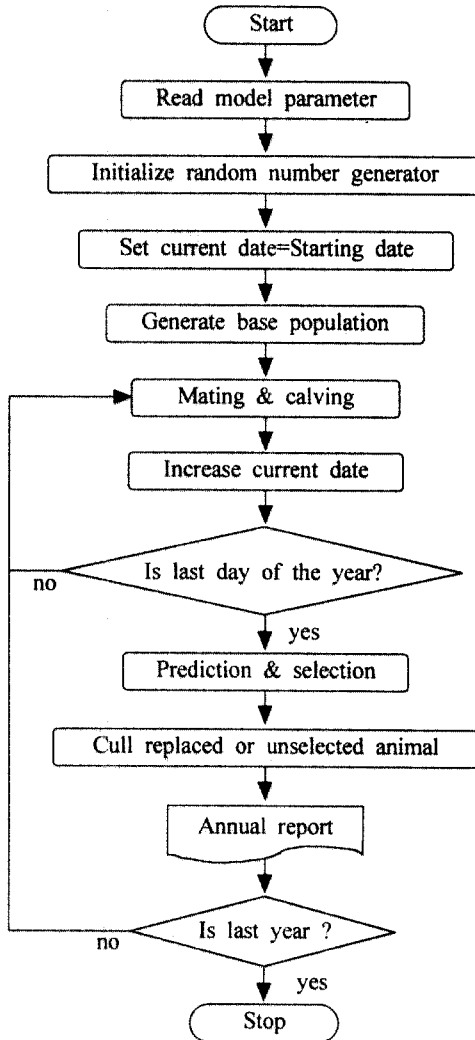 Start
Read model parameter
Initialize random number generator
Set current date=Starting date
Generate base population
Mating & calving
Increase current date
Is last day of the year?
no
yes
Prediction & selection
Cull replaced or unselected animal
Annual report
Is last year ?
no
yes
Stop